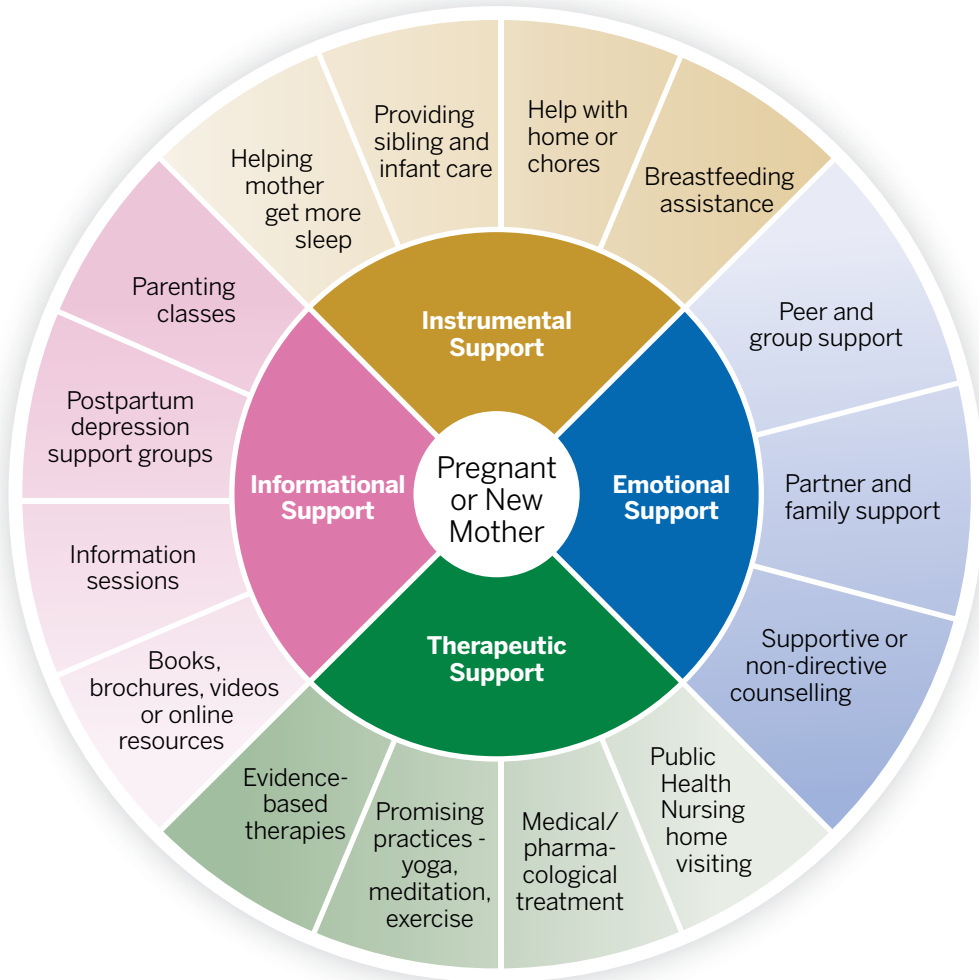 Pregnant
or New
Mother
Instrumental
Support
Helping
mother
get more
sleep
Providing
sibling and
infant care
Help with
home or
chores
Breastfeeding
assistance
Emotional
Support
Peer and
group support
Partner and
family support
Supportive or
non-directive
counselling
Therapeutic
Support
Public
Health
Nursing
home
visiting
Medical/
pharma-
cological
treatment
Promising
practices -
yoga,
meditation,
exercise
Evidence-
based
therapies
Informational
Support
Books,
brochures, videos
or online
resources
Information
sessions
Postpartum
depression
support groups
Parenting
classes